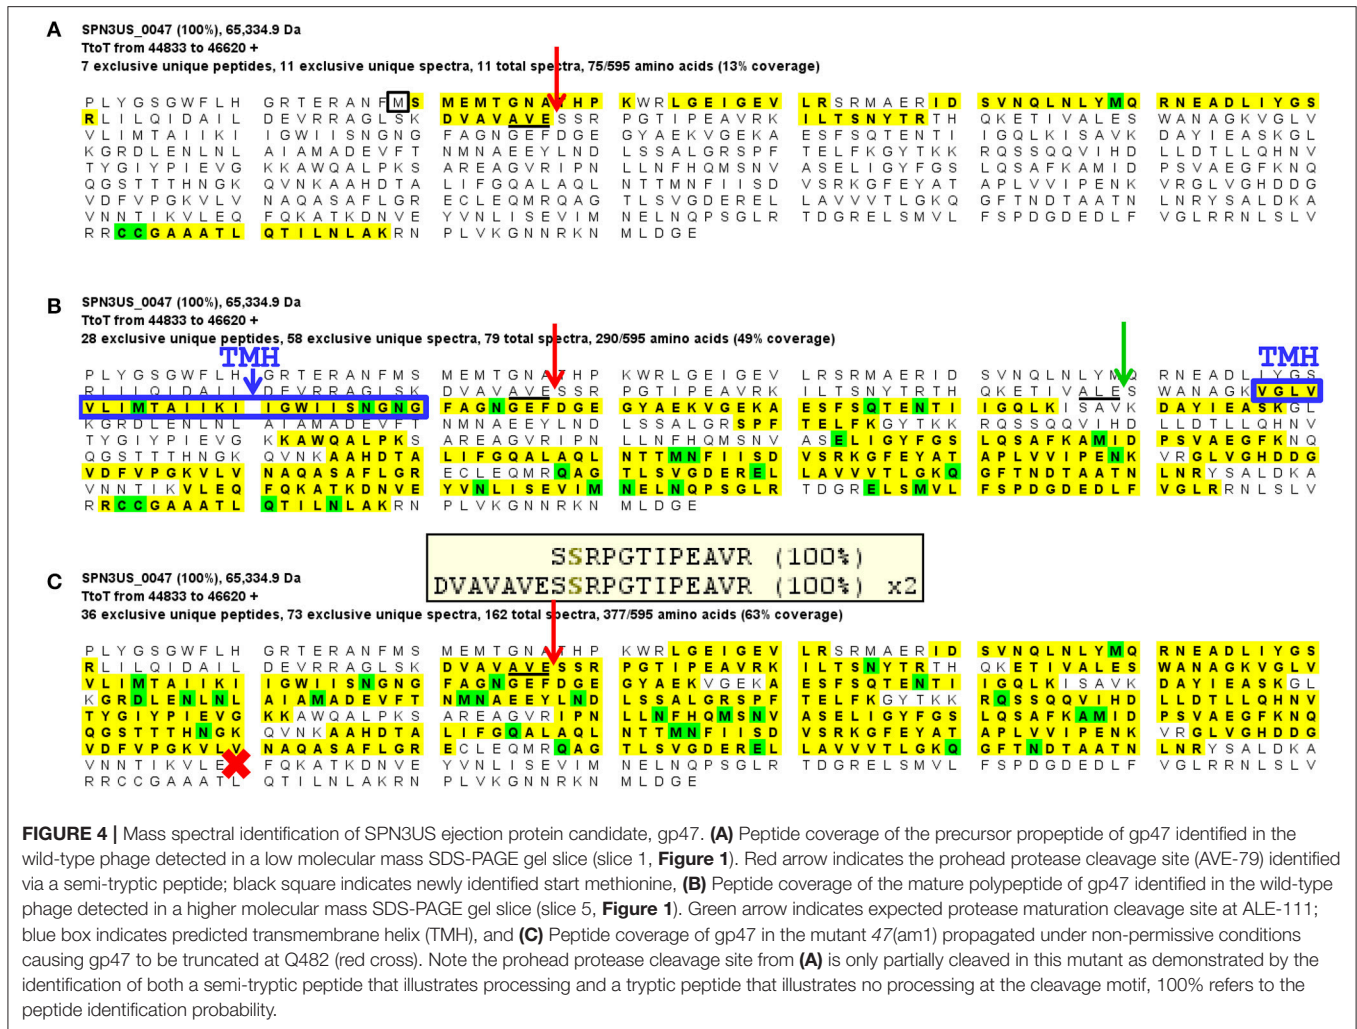 A SPN3US_0047 (100%), 65,334.9 Da
TtoT from 44833 to 46620 +
7 exclusive unique peptides, 11 exclusive unique spectra, 11 total spectra, 75/595 amino acids (13% coverage)
PLYGSGWFLH GRTERANFMS MEMTGNATHP KWRLGEIGEV LRSRMAERID SVNQLNLYMQ RNEADLIYGS
RLILQIDAIL DEVRRAGLSK DVAVAVESSR PGTIPEAVRK ILTSNYTRTH QKETIVALES WANAGKVGLV
VLIMTAIIKI IGWIISNGNG FAGNGEFDGE GYAEKVGEKA ESFSQTENTI IGQLKISAVK DAYIEASKGL
KGRDLENLNL AIAMADEVFT NMNAEEYLND LSSALGRSPF TELFKGYTKK RQSSQQVIHD LLDTLLQHNV
TYGIYPIEVG KKAWQALPKS AREAGVRIPN LLNFHQMSNV ASELIGYFGS LQSAFKAMID PSVAEGFKNQ
QGSTTTHNGK QVNKAAHDTA LIFGQALAQL NTTMNFIISD VSRKGFEYAT APLVVIPENK VRGLVGHDDG
VDFVPGKVLV NAQASAFLGR ECLEQMRQAG TLSVGDEREL LAVVVTLGKQ GFTNDTAATN LNRYSALDKA
VNNTIKVLEQ FQKATKDNVE YVNLISEVIM NELNQPSGLR TDGRELSMVL FSPDGDEDLF VGLRRNLSLV
RRCCGAAATL QTILNLAKRN PLVKGNNRKN MLDGE
B SPN3US_0047 (100%), 65,334.9 Da
TtoT from 44833 to 46620 +
28 exclusive unique peptides, 58 exclusive unique spectra, 79 total spectra, 290/595 amino acids (49% coverage)
TMH TMH
PLYGSGWFLH GRTERANFMS MEMTGNATHP KWRLGEIGEV LRSRMAERID SVNQLNLYMQ RNEADLIYGS
RLILQIDAIL DEVRRAGLSK DVAVAVESSR PGTIPEAVRK ILTSNYTRTH QKETIVALES WANAGKVGLV
VLIMTAIIKI IGWIISNGNG FAGNGEFDGE GYAEKVGEKA ESFSQTENTI IGQLKISAVK DAYIEASKGL
KGRDLENLNL AIAMADEVFT NMNAEEYLND LSSALGRSPF TELFKGYTKK RQSSQQVIHD LLDTLLQHNV
TYGIYPIEVG KKAWQALPKS AREAGVRIPN LLNFHQMSNV ASELIGYFGS LQSAFKAMID PSVAEGFKNQ
QGSTTTHNGK QVNKAAHDTA LIFGQALAQL NTTMNFIISD VSRKGFEYAT APLVVIPENK VRGLVGHDDG
VDFVPGKVLV NAQASAFLGR ECLEQMRQAG TLSVGDEREL LAVVVTLGKQ GFTNDTAATN LNRYSALDKA
VNNTIKVLEQ FQKATKDNVE YVNLISEVIM NELNQPSGLR TDGRELSMVL FSPDGDEDLF VGLRRNLSLV
RRCCGAAATL QTILNLAKRN PLVKGNNRKN MLDGE
SSRPGTIPEAVR (100%)
DVAVAVESSRPGTIPEAVR (100%) x2
C SPN3US_0047 (100%), 65,334.9 Da
TtoT from 44833 to 46620 +
36 exclusive unique peptides, 73 exclusive unique spectra, 162 total spectra, 377/595 amino acids (63% coverage)
PLYGSGWFLH GRTERANFMS MEMTGNATHP KWRLGEIGEV LRSRMAERID SVNQLNLYMQ RNEADLIYGS
RLILQIDAIL DEVRRAGLSK DVAVAVESSR PGTIPEAVRK ILTSNYTRTH QKETIVALES WANAGKVGLV
VLIMTAIIKI IGWIISNGNG FAGNGEFDGE GYAEKVGEKA ESFSQTENTI IGQLKISAVK DAYIEASKGL
KGRDLENLNL AIAMADEVFT NMNAEEYLND LSSALGRSPF TELFKGYTKK RQSSQQVIHD LLDTLLQHNV
TYGIYPIEVG KKAWQALPKS AREAGVRIPN LLNFHQMSNV ASELIGYFGS LQSAFKAMID PSVAEGFKNQ
QGSTTTHNGK QVNKAAHDTA LIFGQALAQL NTTMNFIISD VSRKGFEYAT APLVVIPENK VRGLVGHDDG
VDFVPGKVLV NAQASAFLGR ECLEQMRQAG TLSVGDEREL LAVVVTLGKQ GFTNDTAATN LNRYSALDKA
VNNTIKVLE FQKATKDNVE YVNLISEVIM NELNQPSGLR TDGRELSMVL FSPDGDEDLF VGLRRNLSLV
RRCCGAAATL QTILNLAKRN PLVKGNNRKN MLDGE
FIGURE 4 | Mass spectral identification of SPN3US ejection protein candidate, gp47. (A) Peptide coverage of the precursor propeptide of gp47 identified in the
wild-type phage detected in a low molecular mass SDS-PAGE gel slice (slice 1, Figure 1). Red arrow indicates the prohead protease cleavage site (AVE-79) identified
via a semi-tryptic peptide; black square indicates newly identified start methionine, (B) Peptide coverage of the mature polypeptide of gp47 identified in the wild-type
phage detected in a higher molecular mass SDS-PAGE gel slice (slice 5, Figure 1). Green arrow indicates expected protease maturation cleavage site at ALE-111;
blue box indicates predicted transmembrane helix (TMH), and (C) Peptide coverage of gp47 in the mutant 47(am1) propagated under non-permissive conditions
causing gp47 to be truncated at Q482 (red cross). Note the prohead protease cleavage site from (A) is only partially cleaved in this mutant as demonstrated by the
identification of both a semi-tryptic peptide that illustrates processing and a tryptic peptide that illustrates no processing at the cleavage motif, 100% refers to the
peptide identification probability.